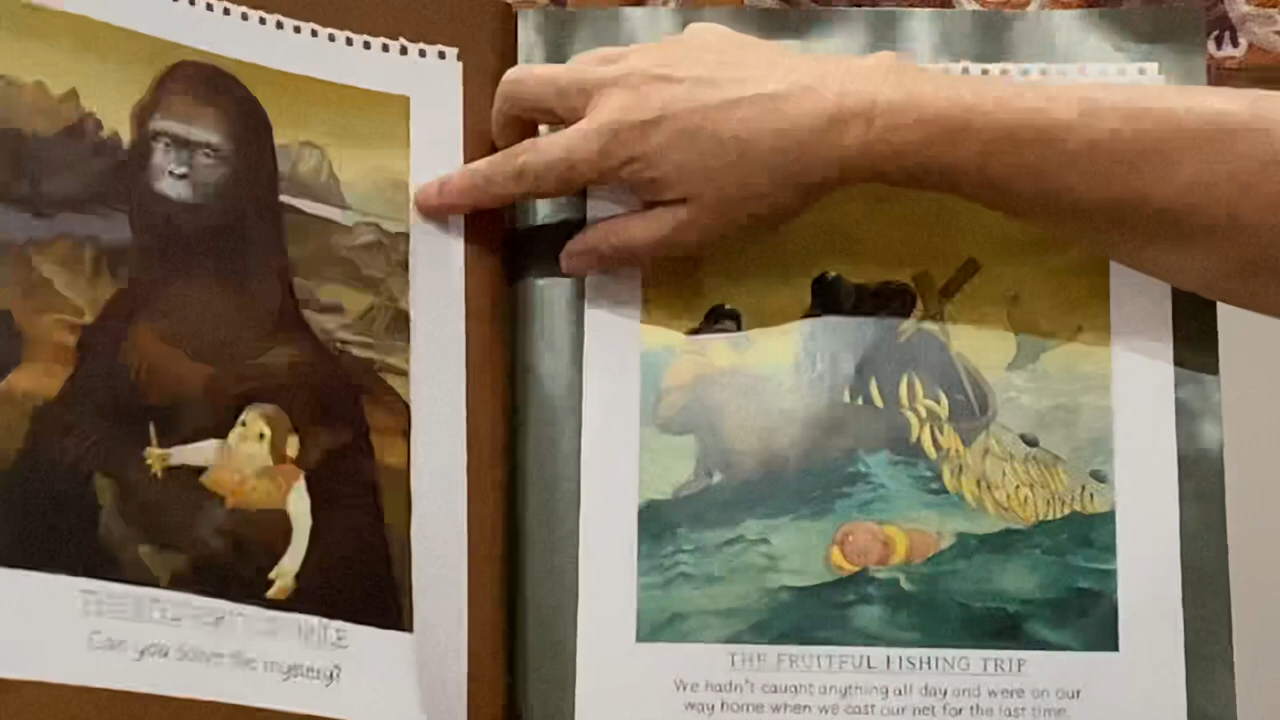 Can you solve the mystery?
THE FRUITFUL FISHING TRIP
We hadn't caught anything all day and were on our
way home when we cast our net for the last time.